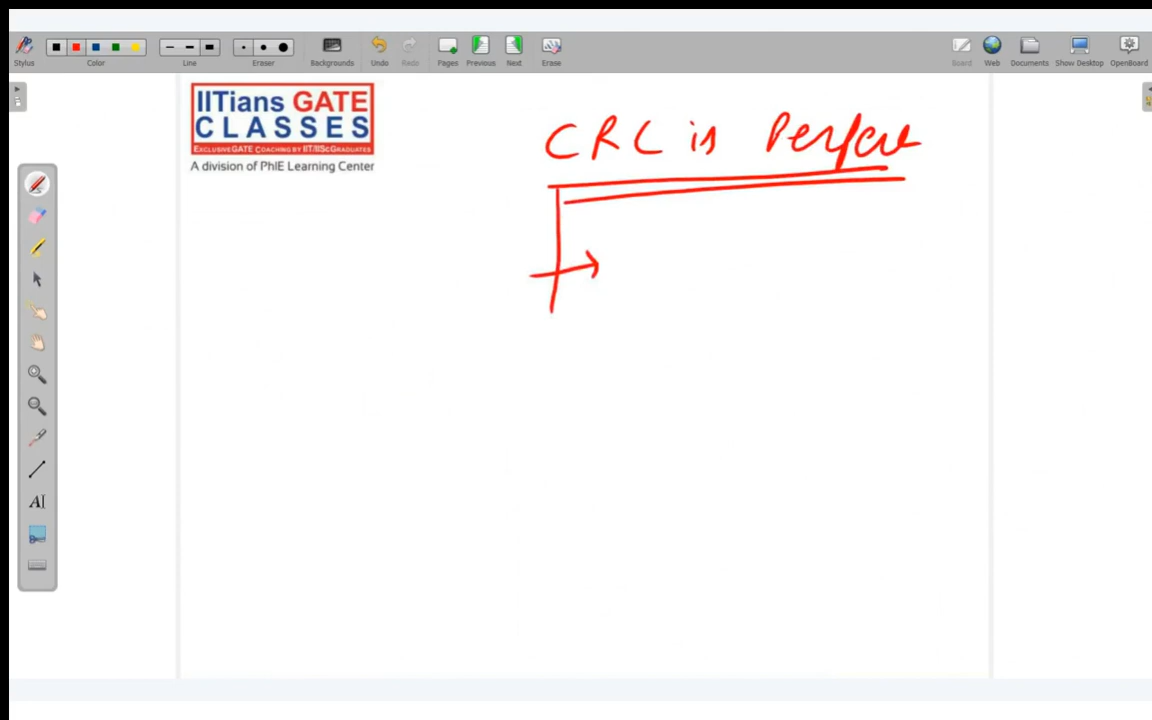 Stylus
Color
Line
Eraser
Backgrounds
Undo
Redo
Pages
Previous
Next
Erase
Board
Web
Documents
Show Desktop
OpenBoard
IITians GATE
CLASSES
EXCLUSIVE GATE COACHING BY IIT/IISc GRADUATES
A division of PhIE Learning Center
CRC is
AI